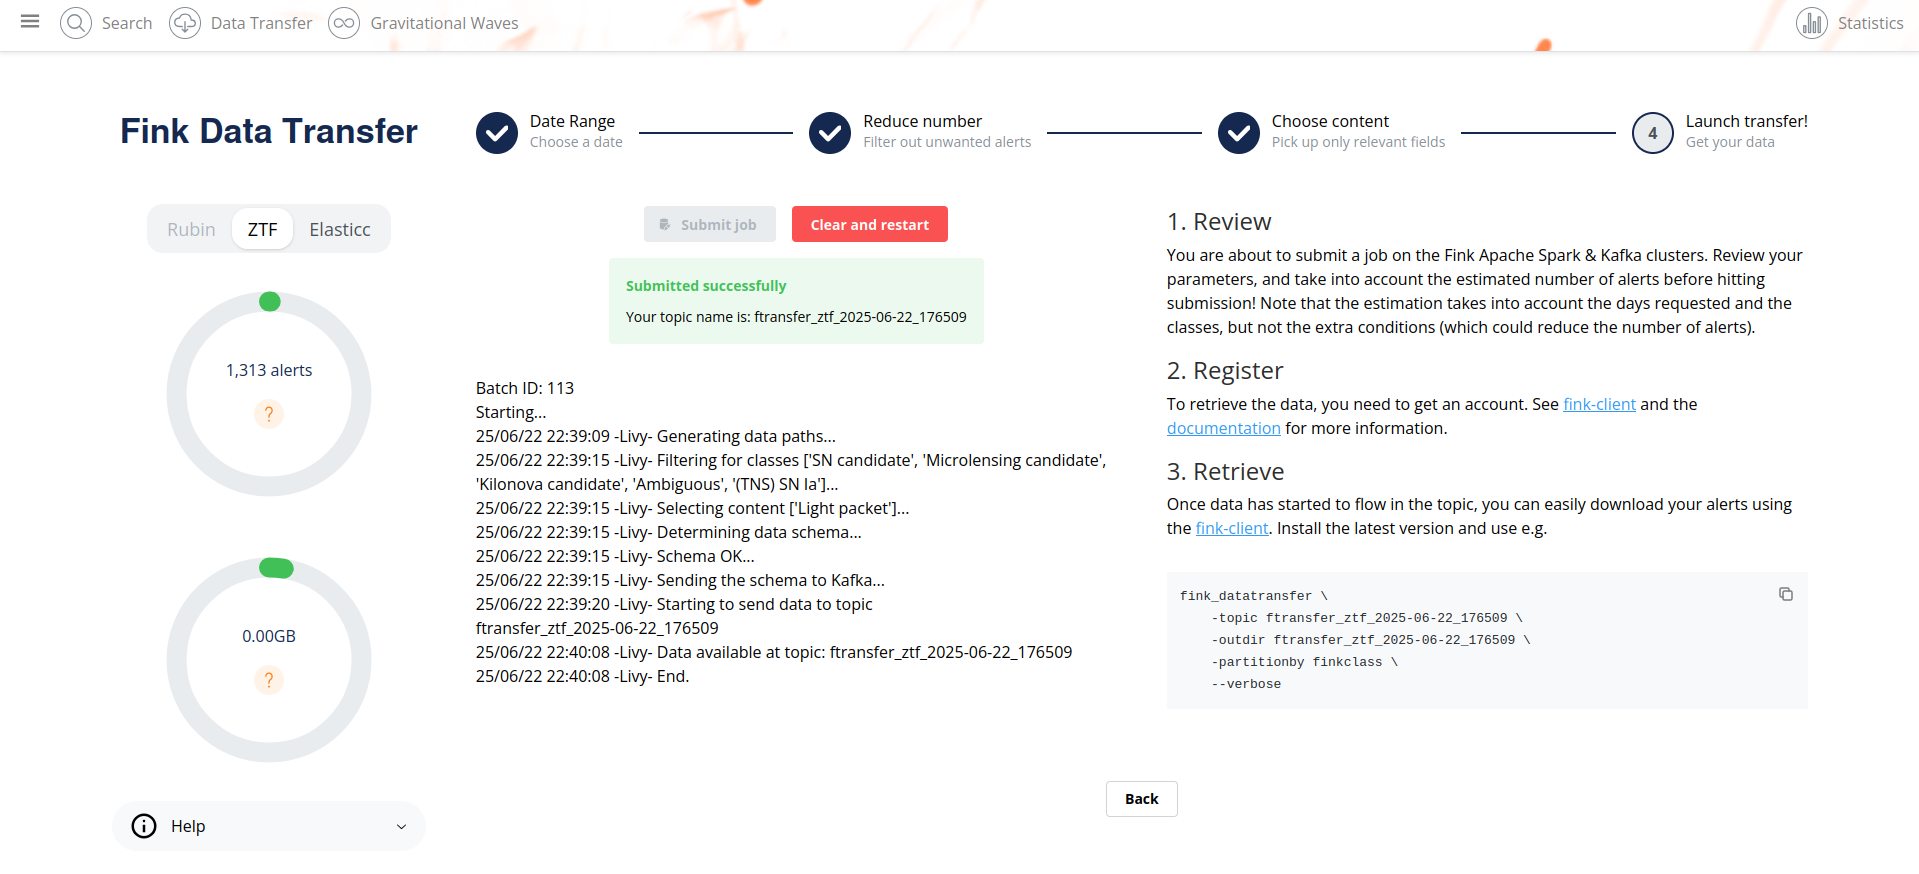 Search
Data Transfer
Gravitational Waves
Statistics
Fink Data Transfer
Date Range
Choose a date
Reduce number
Filter out unwanted alerts
Choose content
Pick up only relevant fields
4
Launch transfer!
Get your data
Rubin
ZTF
Elasticc
1,313 alerts
?
0.00GB
?
Help
Submit job
Clear and restart
Submitted successfully
Your topic name is: ftransfer_ztf_2025-06-22_176509
Batch ID: 113
Starting...
25/06/22 22:39:09 -Livy- Generating data paths...
25/06/22 22:39:15 -Livy- Filtering for classes ['SN candidate', 'Microlensing candidate',
'Kilonova candidate', 'Ambiguous', '(TNS) SN Ia']...
25/06/22 22:39:15 -Livy- Selecting content ['Light packet']...
25/06/22 22:39:15 -Livy- Determining data schema...
25/06/22 22:39:15 -Livy- Schema OK...
25/06/22 22:39:15 -Livy- Sending the schema to Kafka...
25/06/22 22:39:20 -Livy- Starting to send data to topic
ftransfer_ztf_2025-06-22_176509
25/06/22 22:40:08 -Livy- Data available at topic: ftransfer_ztf_2025-06-22_176509
25/06/22 22:40:08 -Livy- End.
1. Review
You are about to submit a job on the Fink Apache Spark & Kafka clusters. Review your
parameters, and take into account the estimated number of alerts before hitting
submission! Note that the estimation takes into account the days requested and the
classes, but not the extra conditions (which could reduce the number of alerts).
2. Register
To retrieve the data, you need to get an account. See fink-client and the
documentation for more information.
3. Retrieve
Once data has started to flow in the topic, you can easily download your alerts using
the fink-client. Install the latest version and use e.g.
fink_datatransfer \
-topic ftransfer_ztf_2025-06-22_176509 \
-outdir ftransfer_ztf_2025-06-22_176509 \
-partitionby finkclass \
--verbose
Back